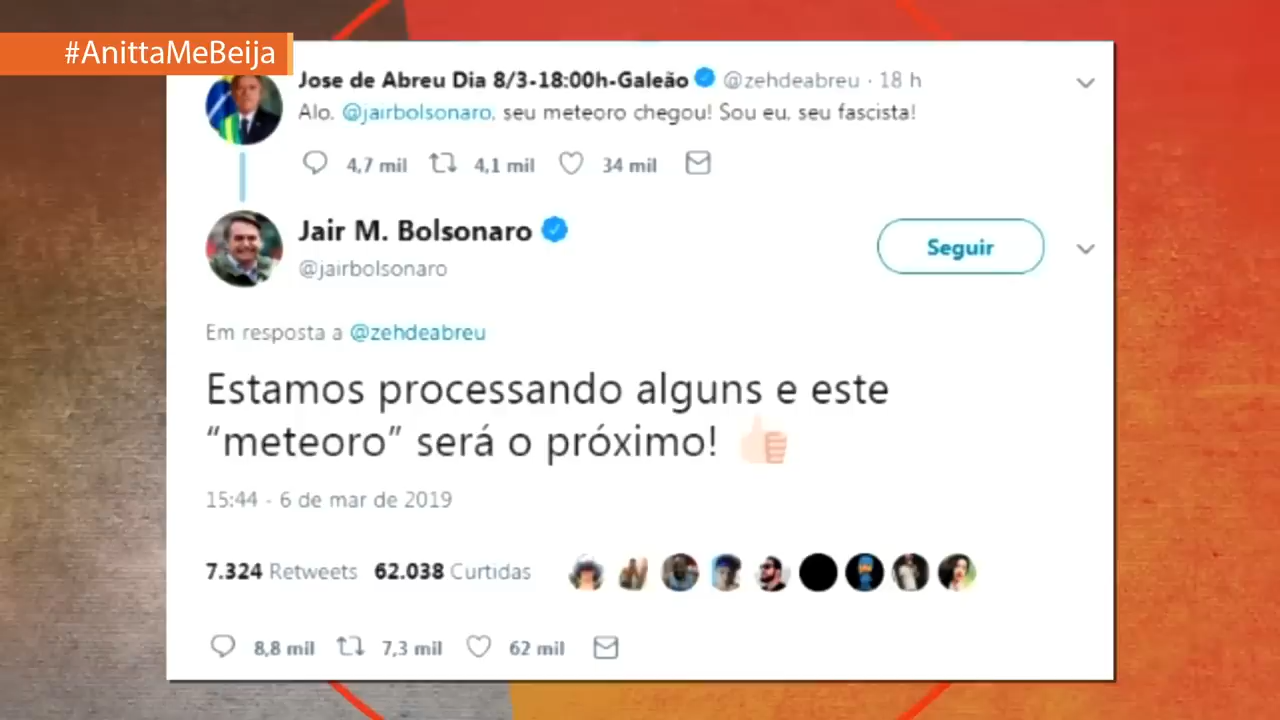 #AnittaMeBeija
Jose de Abreu Dia 8/3-18:00h-Galeão @zehdeabreu · 18 h
Alo, @jairbolsonaro, seu meteoro chegou! Sou eu, seu fascista!
4,7 mil 4,1 mil 34 mil
Jair M. Bolsonaro
Seguir
@jairbolsonaro
Em resposta a @zehdeabreu
Estamos processando alguns e este
“meteoro” será o próximo!
15:44 - 6 de mar de 2019
7.324 Retweets 62.038 Curtidas
8,8 mil 7,3 mil 62 mil